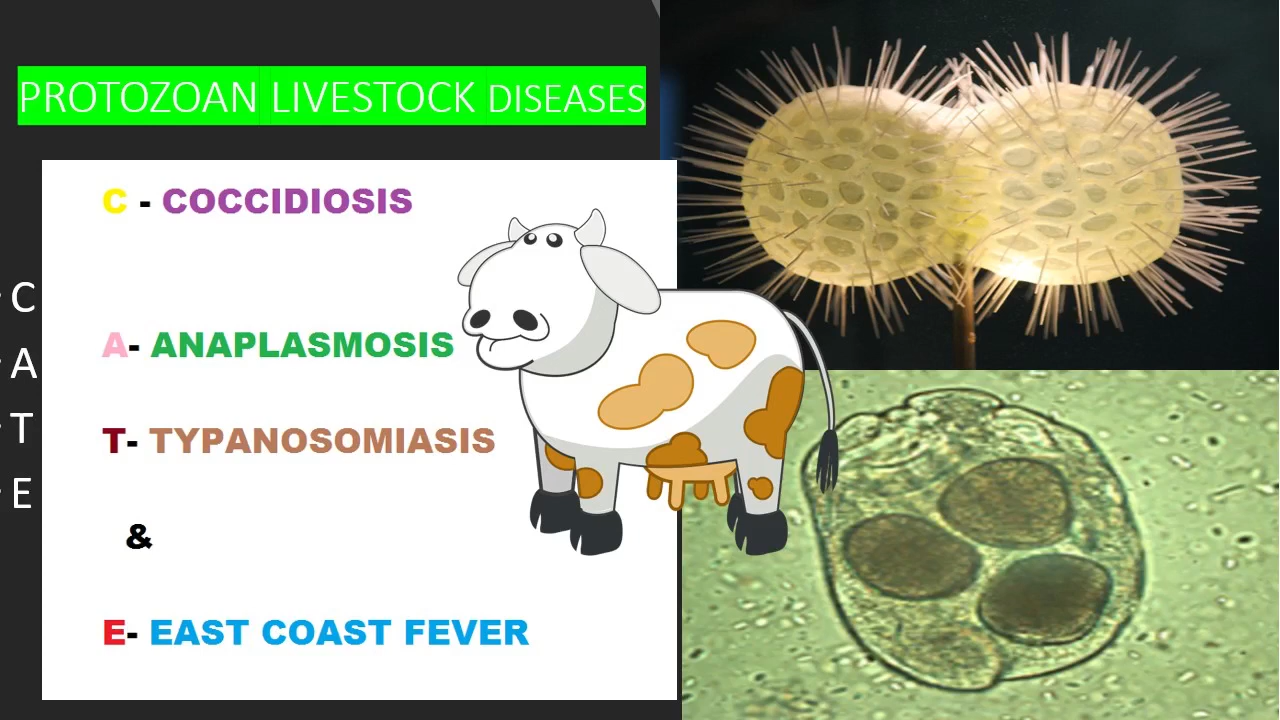 PROTOZOAN LIVESTOCK DISEASES
C - COCCIDIOSIS
A- ANAPLASMOSIS
T- TYPANOSOMIASIS
&
E- EAST COAST FEVER
• C
• A
• T
• E